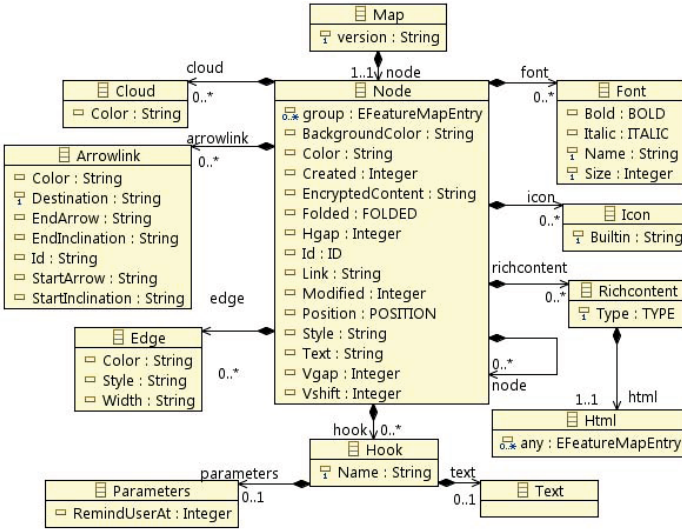 Map
version : String
1..1 node
cloud
0..*
font
0..*
Cloud
Color : String
Node
0..* group : EFeatureMapEntry
BackgroundColor : String
Color : String
Created : Integer
EncryptedContent : String
Folded : FOLDED
Hgap : Integer
Id : ID
Link : String
Modified : Integer
Position : POSITION
Style : String
Text : String
Vgap : Integer
Vshift : Integer
Font
Bold : BOLD
Italic : ITALIC
Name : String
Size : Integer
arrowlink
0..*
Arrowlink
Color : String
Destination : String
EndArrow : String
EndInclination : String
Id : String
StartArrow : String
StartInclination : String
icon
0..*
Icon
Builtin : String
richcontent
0..*
Richcontent
Type : TYPE
edge
0..*
Edge
Color : String
Style : String
Width : String
0..*
node
1..1
html
Html
0..* any : EFeatureMapEntry
hook 0..*
Hook
Name : String
parameters
0..1
text
0..1
Parameters
RemindUserAt : Integer
Text